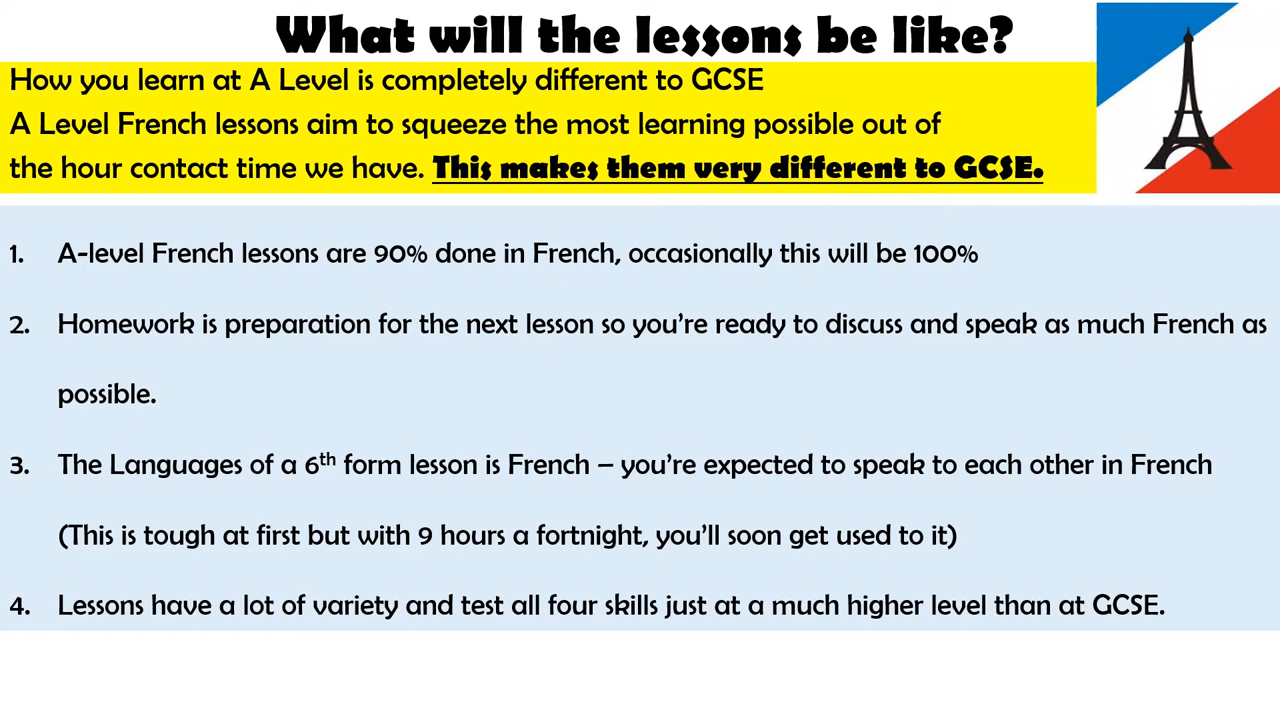 What will the lessons be like?
How you learn at A Level is completely different to GCSE
A Level French lessons aim to squeeze the most learning possible out of
the hour contact time we have. This makes them very different to GCSE.
1. A-level French lessons are 90% done in French, occasionally this will be 100%
2. Homework is preparation for the next lesson so you’re ready to discuss and speak as much French as
possible.
3. The Languages of a 6th form lesson is French – you’re expected to speak to each other in French
(This is tough at first but with 9 hours a fortnight, you’ll soon get used to it)
4. Lessons have a lot of variety and test all four skills just at a much higher level than at GCSE.